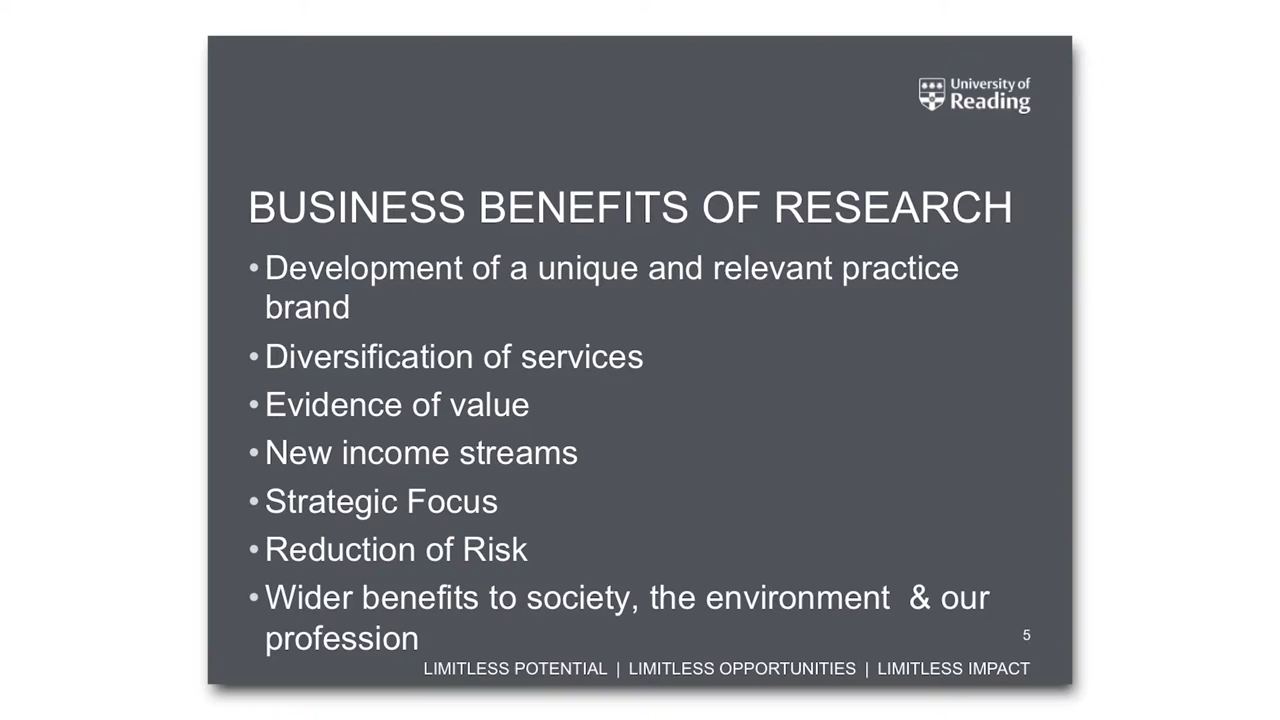 University of
Reading
BUSINESS BENEFITS OF RESEARCH
•Development of a unique and relevant practice
brand
•Diversification of services
•Evidence of value
•New income streams
•Strategic Focus
•Reduction of Risk
•Wider benefits to society, the environment  & our
profession
5
LIMITLESS POTENTIAL | LIMITLESS OPPORTUNITIES | LIMITLESS IMPACT